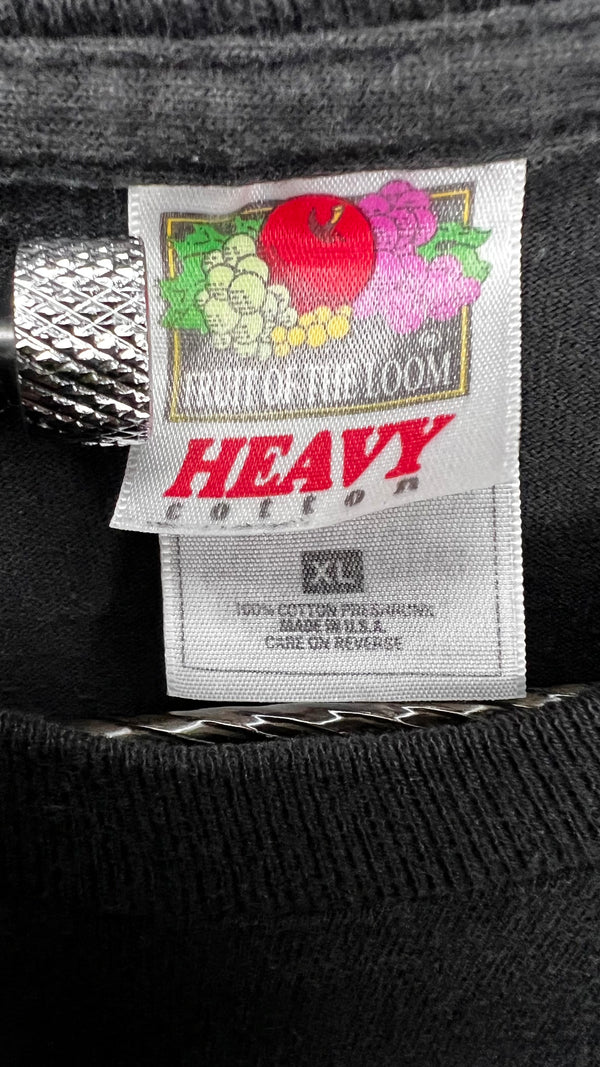 FRUIT OF THE LOOM
®
HEAVY
cotton
XL
100% COTTON PRESHRUNK
MADE IN U.S.A.
CARE ON REVERSE